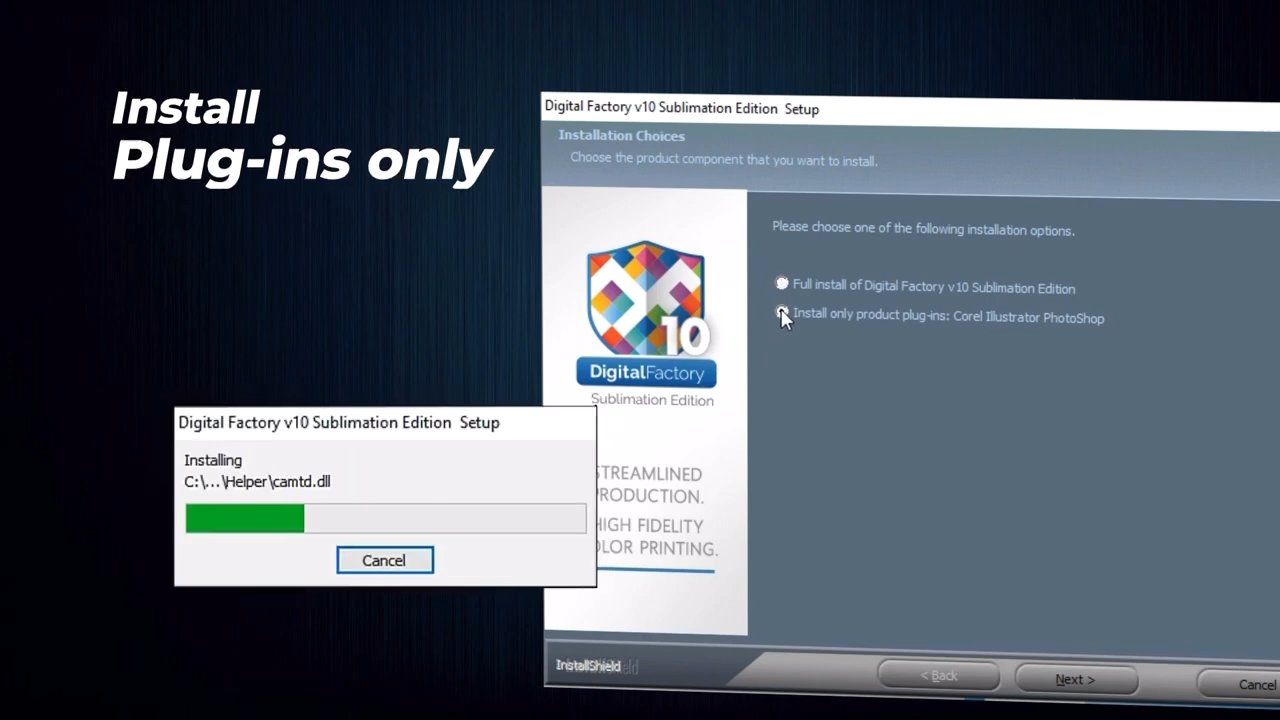 Install
Plug-ins only
Digital Factory v10 Sublimation Edition Setup
Installation Choices
Choose the product component that you want to install.
Please choose one of the following installation options.
Full install of Digital Factory v10 Sublimation Edition
Install only product plug-ins: Corel Illustrator PhotoShop
10
DigitalFactory
Sublimation Edition
STREAMLINED
PRODUCTION.
HIGH FIDELITY
COLOR PRINTING.
Digital Factory v10 Sublimation Edition Setup
Installing
C:\...\Helper\camtd.dll
Cancel
InstallShield
< Back
Next >
Cancel